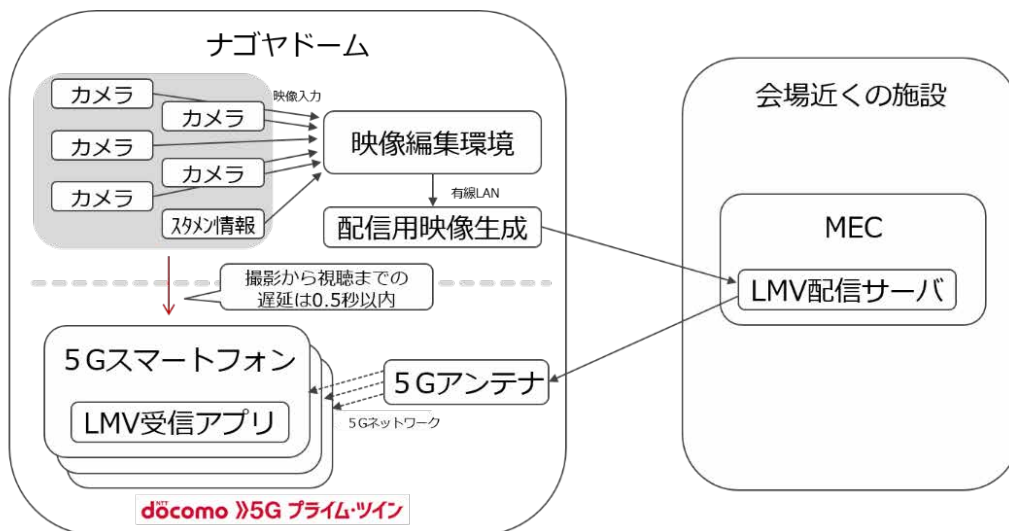 ナゴヤドーム
カメラ
カメラ
カメラ
カメラ
カメラ
スタメン情報
映像入力
映像編集環境
有線LAN
配信用映像生成
撮影から視聴までの
遅延は0.5秒以内
5Gスマートフォン
LMV受信アプリ
5Gアンテナ
5Gネットワーク
NTT
döcomo 》5G プライム・ツイン
会場近くの施設
MEC
LMV配信サーバ